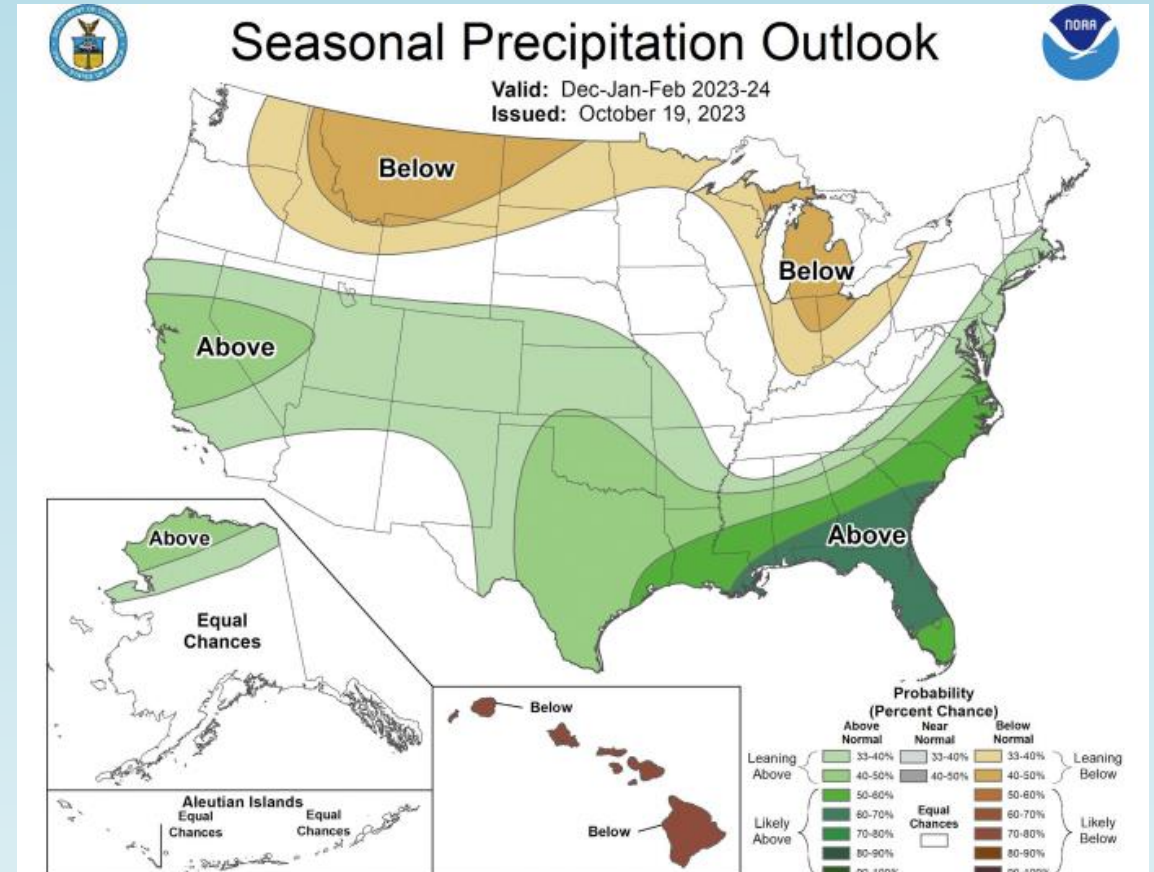 Seasonal Precipitation Outlook
NOAA
Valid: Dec-Jan-Feb 2023-24
Issued: October 19, 2023
Below
Below
Above
Above
Above
Equal
Chances
Below
Below
Aleutian Islands
Equal
Chances
Equal
Chances
Probability
(Percent Chance)
Above
Normal
Near
Normal
Below
Normal
Leaning
Above
33-40%
40-50%
33-40%
40-50%
33-40%
40-50%
Leaning
Below
Likely
Above
50-60%
60-70%
70-80%
80-90%
90-100%
Equal
Chances
50-60%
60-70%
70-80%
80-90%
90-100%
Likely
Below